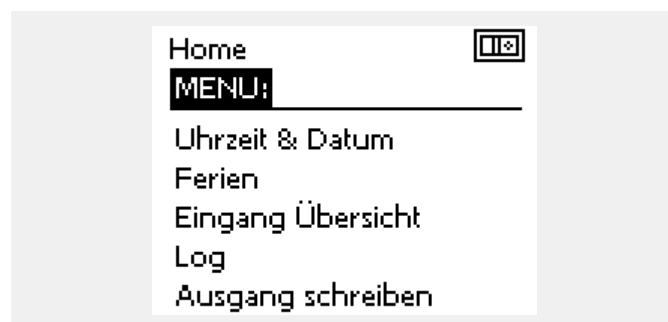 Home
MENU:
Uhrzeit & Datum
Ferien
Eingang Übersicht
Log
Ausgang schreiben